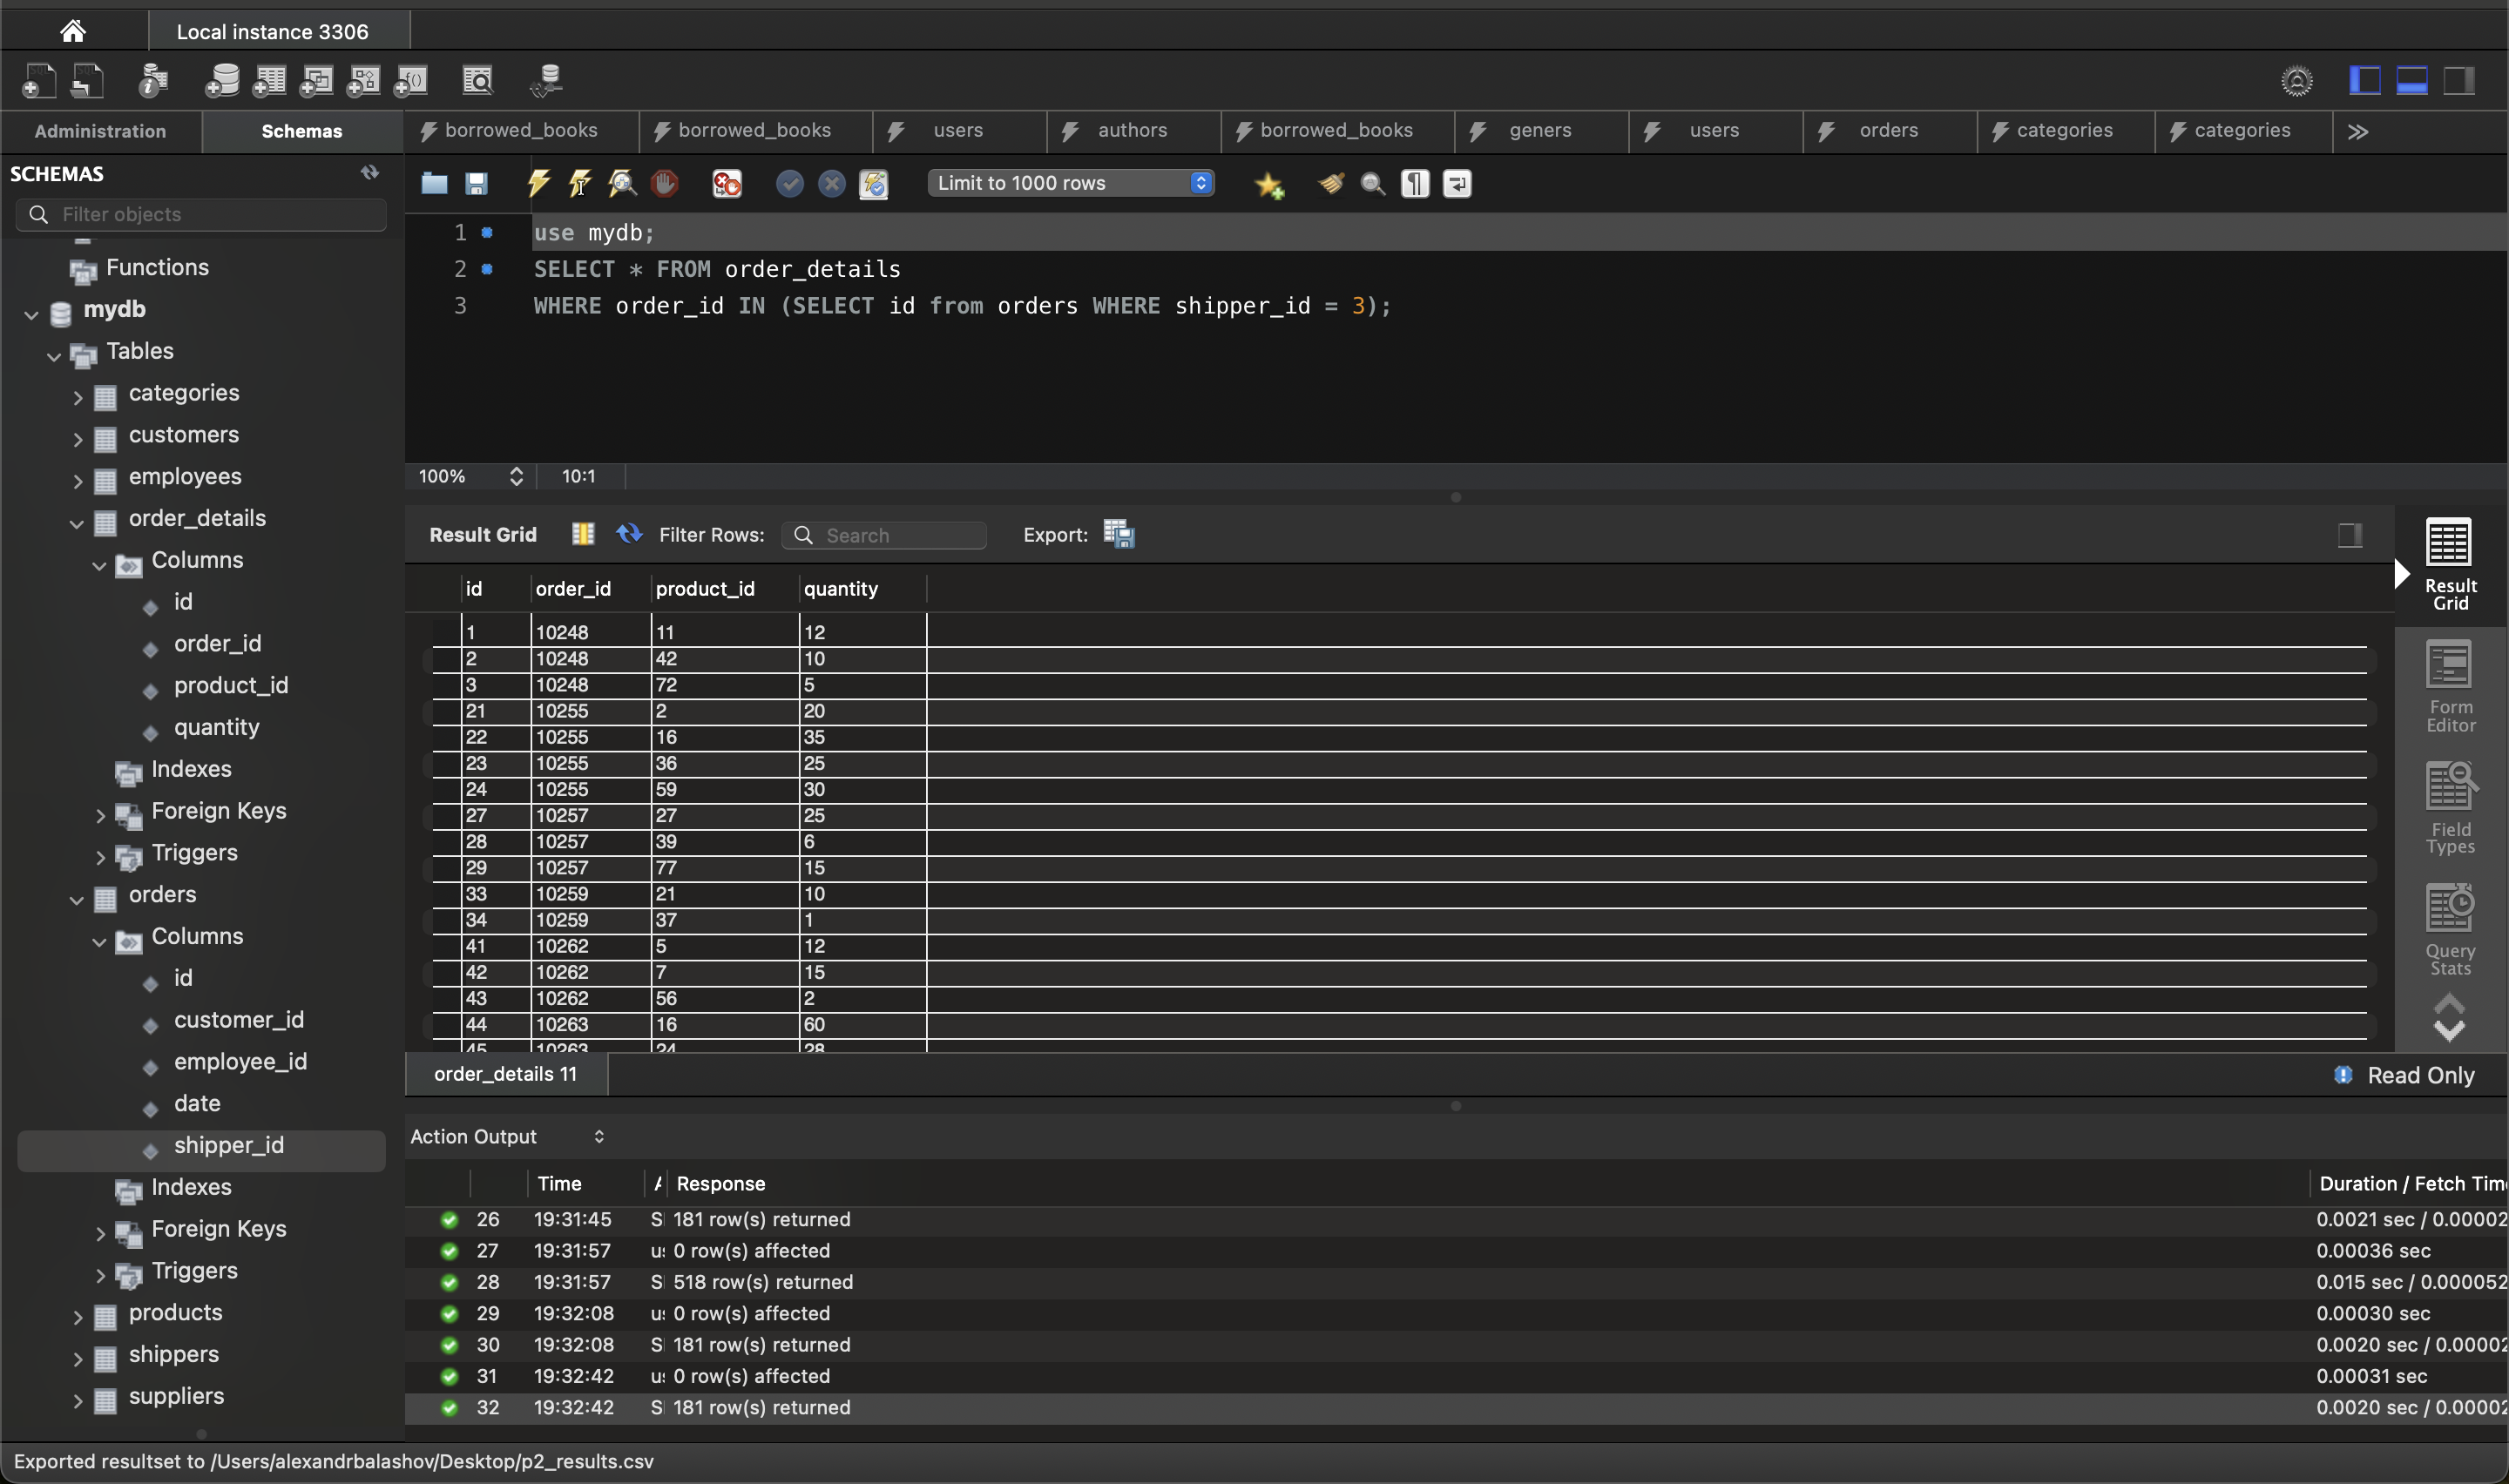 Local instance 3306
Administration
Schemas
borrowed_books
borrowed_books
users
authors
borrowed_books
geners
users
orders
categories
categories
SCHEMAS
Filter objects
Functions
mydb
Tables
categories
customers
employees
order_details
Columns
id
order_id
product_id
quantity
Indexes
Foreign Keys
Triggers
orders
Columns
id
customer_id
employee_id
date
shipper_id
Indexes
Foreign Keys
Triggers
products
shippers
suppliers
Limit to 1000 rows
1 use mydb;
2 SELECT * FROM order_details
3 WHERE order_id IN (SELECT id from orders WHERE shipper_id = 3);
100% 10:1
Result Grid Filter Rows: Search Export:
id order_id product_id quantity
1 10248 11 12
2 10248 42 10
3 10248 72 5
21 10255 2 20
22 10255 16 35
23 10255 36 25
24 10255 59 30
27 10257 27 25
28 10257 39 6
29 10257 77 15
33 10259 21 10
34 10259 37 1
41 10262 5 12
42 10262 7 15
43 10262 56 2
44 10263 16 60
45 10263 24 28
Result
Grid
Form
Editor
Field
Types
Query
Stats
order_details 11
Read Only
Action Output
Time Response Duration / Fetch Time
26 19:31:45 S 181 row(s) returned 0.0021 sec / 0.00002
27 19:31:57 us 0 row(s) affected 0.00036 sec
28 19:31:57 S 518 row(s) returned 0.015 sec / 0.000052
29 19:32:08 us 0 row(s) affected 0.00030 sec
30 19:32:08 S 181 row(s) returned 0.0020 sec / 0.00002
31 19:32:42 us 0 row(s) affected 0.00031 sec
32 19:32:42 S 181 row(s) returned 0.0020 sec / 0.00002
Exported resultset to /Users/alexandrbalashov/Desktop/p2_results.csv